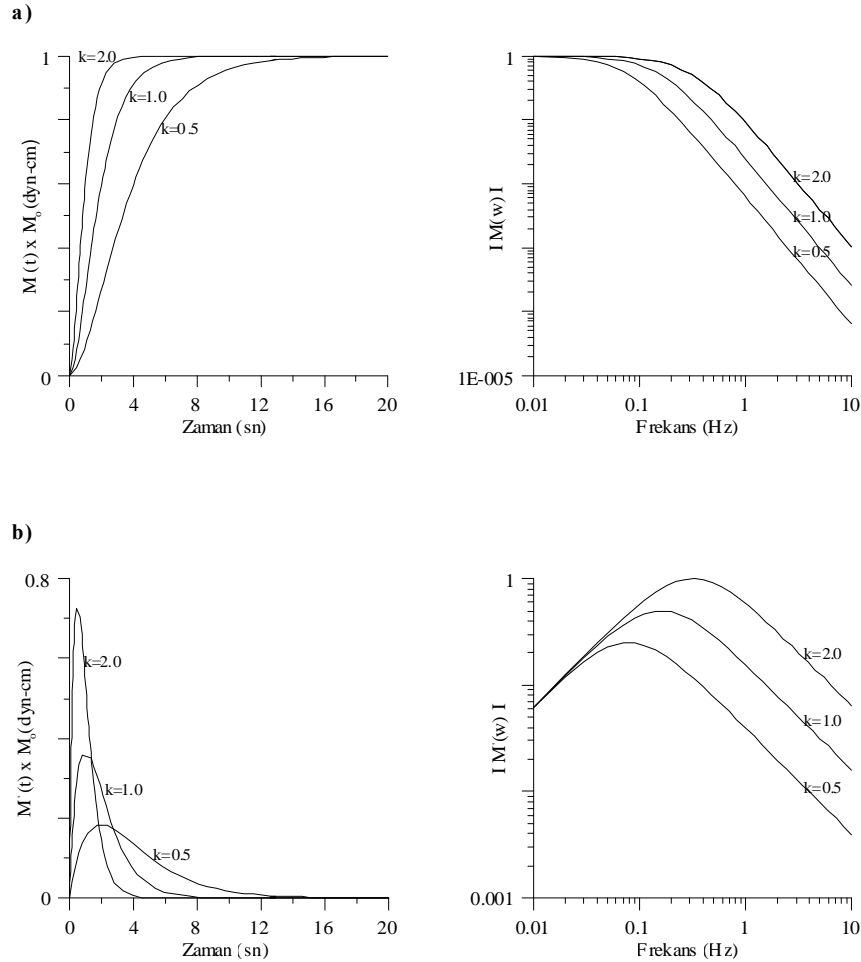 a)
1
k=2.0
k=1.0
k=0.5
M (t) x M₀ (dyn-cm)
0
0 4 8 12 16 20
Zaman (sn)
1
I M (w) I
k=2.0
k=1.0
k=0.5
1E-005
0.01 0.1 1 10
Frekans (Hz)
b)
0.8
k=2.0
k=1.0
k=0.5
M˙(t) x M₀ (dyn-cm)
0
0 4 8 12 16 20
Zaman (sn)
1
I M˙(w) I
k=2.0
k=1.0
k=0.5
0.001
0.01 0.1 1 10
Frekans (Hz)